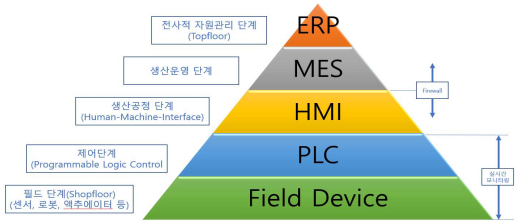 전사적 자원관리 단계
(Topfloor)
ERP
생산운영 단계
MES
Firewall
생산공정 단계
(Human-Machine-Interface)
HMI
제어단계
(Programmable Logic Control
PLC
실시간
모니터링
필드 단계(Shopfloor)
(센서, 로봇, 액추에이터 등)
Field Device